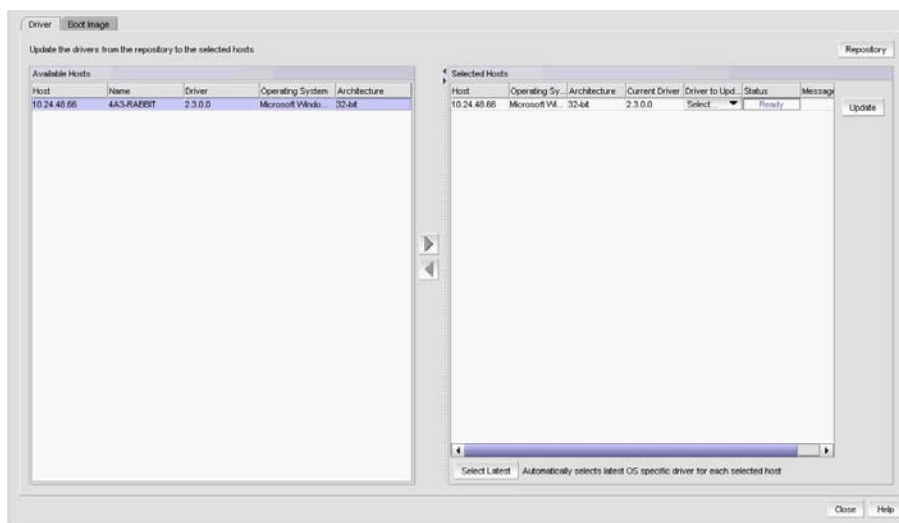 Driver Boot Image
Update the drivers from the repository to the selected hosts
Repository
Available Hosts
Host Name Driver Operating System Architecture
10.24.48.66 4A3-RABBIT 2.3.0.0 Microsoft Windo... 32-bit
Selected Hosts
Host Operating Sy... Architecture Current Driver Driver to Upd... Status Message
10.24.48.66 Microsoft Wi... 32-bit 2.3.0.0 Select... Ready
Update
Select Latest Automatically selects latest OS specific driver for each selected host
Close Help